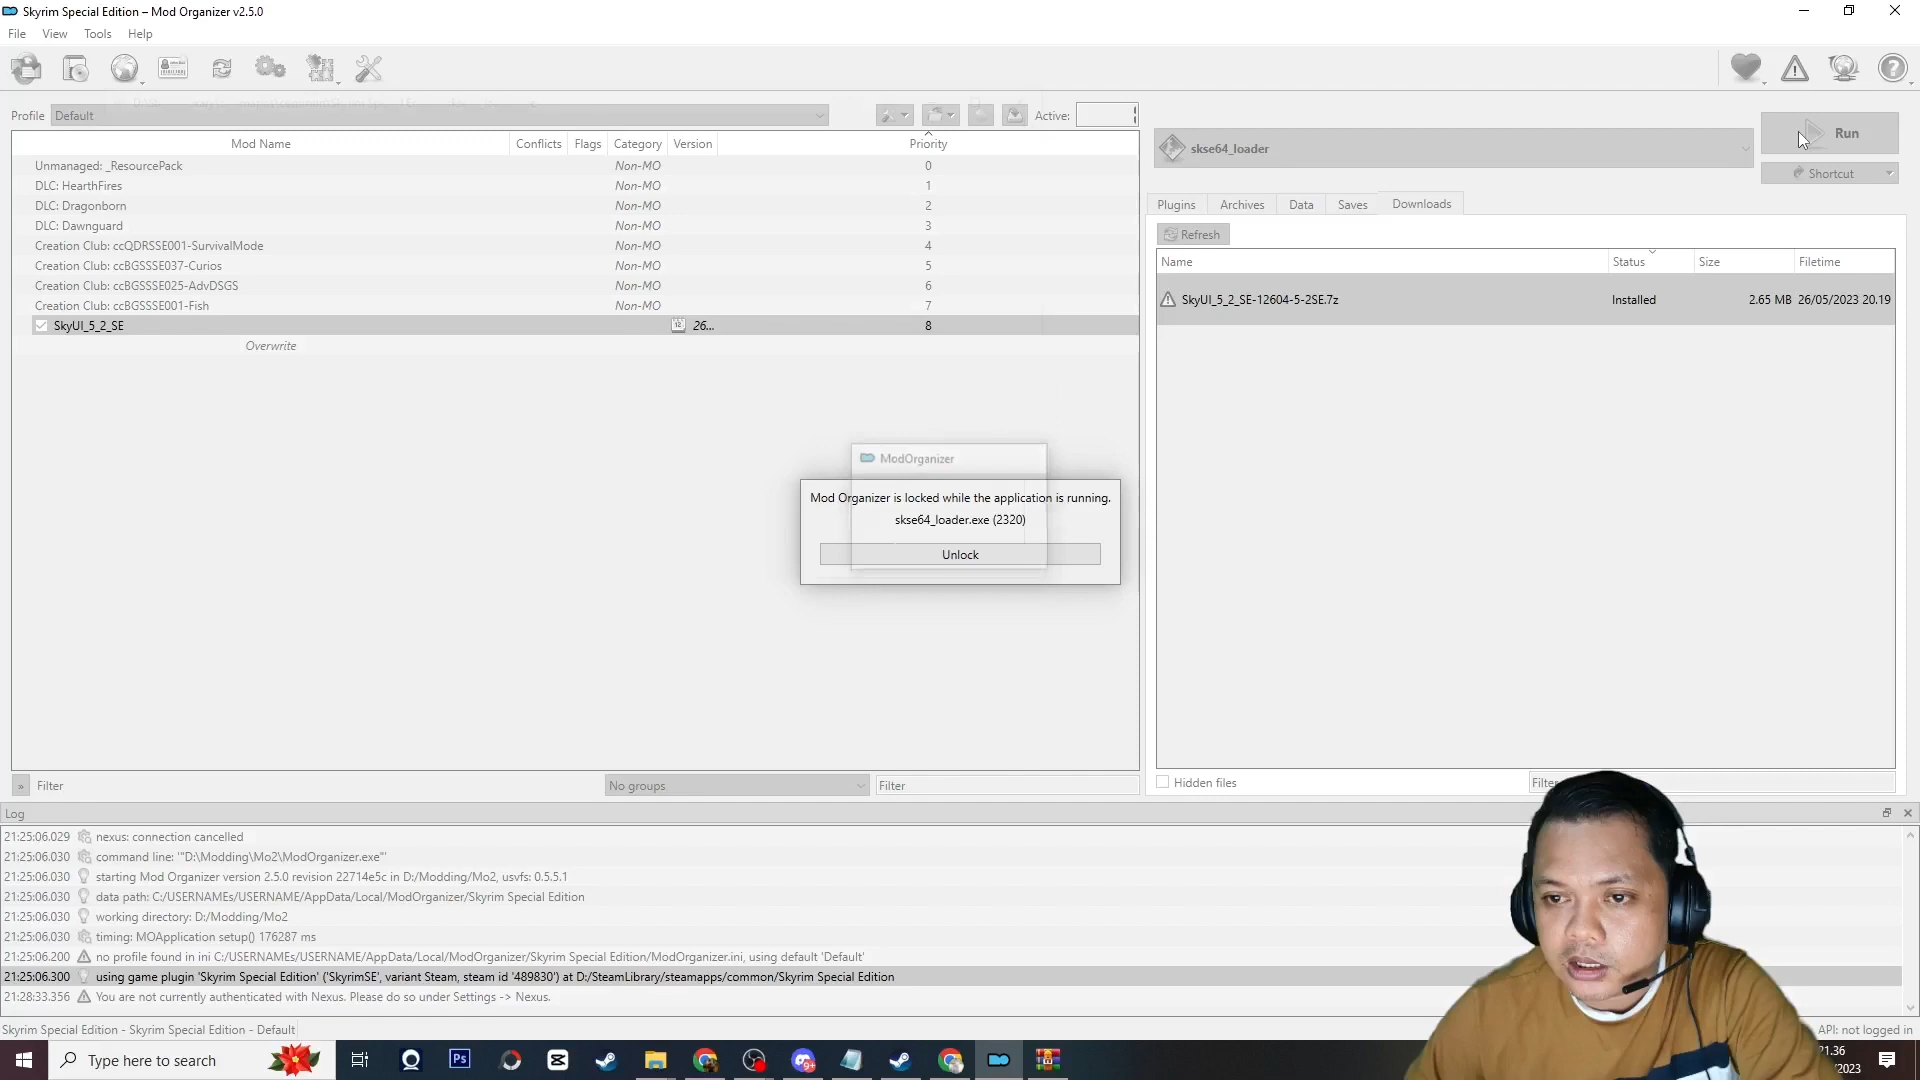 Skyrim Special Edition – Mod Organizer v2.5.0
File View Tools Help
Profile Default Active:
Mod Name Conflicts Flags Category Version Priority
Unmanaged: _ResourcePack Non-MO 0
DLC: HearthFires Non-MO 1
DLC: Dragonborn Non-MO 2
DLC: Dawnguard Non-MO 3
Creation Club: ccQDRSSE001-SurvivalMode Non-MO 4
Creation Club: ccBGSSSE037-Curios Non-MO 5
Creation Club: ccBGSSSE025-AdvDSGS Non-MO 6
Creation Club: ccBGSSSE001-Fish Non-MO 7
SkyUI_5_2_SE 26... 8
Overwrite
skse64_loader
Run
Shortcut
Plugins Archives Data Saves Downloads
Refresh
Name Status Size Filetime
SkyUI_5_2_SE-12604-5-2SE.7z Installed 2.65 MB 26/05/2023 20.19
ModOrganizer
Mod Organizer is locked while the application is running.
skse64_loader.exe (2320)
Unlock
Hidden files Filter
» Filter No groups Filter
Log
21:25:06.029 nexus: connection cancelled
21:25:06.030 command line: '"D:\Modding\Mo2\ModOrganizer.exe"'
21:25:06.030 starting Mod Organizer version 2.5.0 revision 22714e5c in D:/Modding/Mo2, usvfs: 0.5.5.1
21:25:06.030 data path: C:/USERNAMEs/USERNAME/AppData/Local/ModOrganizer/Skyrim Special Edition
21:25:06.030 working directory: D:/Modding/Mo2
21:25:06.030 timing: MOApplication setup() 176287 ms
21:25:06.200 no profile found in ini C:/USERNAMEs/USERNAME/AppData/Local/ModOrganizer/Skyrim Special Edition/ModOrganizer.ini, using default 'Default'
21:25:06.300 using game plugin 'Skyrim Special Edition' ('SkyrimSE', variant Steam, steam id '489830') at D:/SteamLibrary/steamapps/common/Skyrim Special Edition
21:28:33.356 You are not currently authenticated with Nexus. Please do so under Settings -> Nexus.
Skyrim Special Edition - Skyrim Special Edition - Default
API: not logged in
Type here to search
Ps
9+
21.36
2023